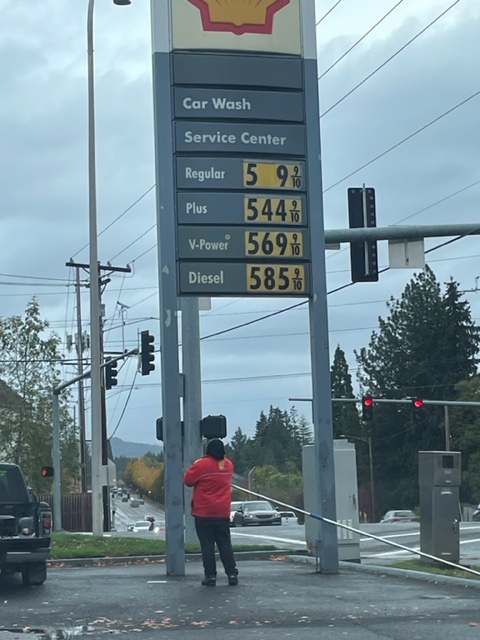 Car Wash
Service Center
Regular 5 9 9/10
Plus 544 9/10
V-Power 569 9/10
Diesel 585 9/10